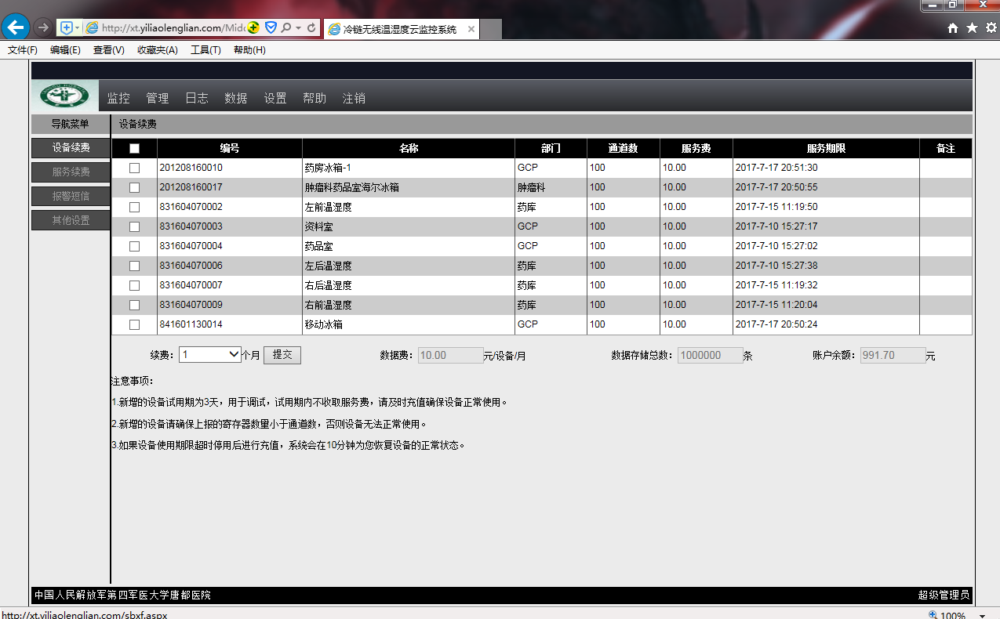 http://xt.yiliaolenglian.com/Mid
冷链无线温湿度云监控系统
文件(F) 编辑(E) 查看(V) 收藏夹(A) 工具(T) 帮助(H)
监控 管理 日志 数据 设置 帮助 注销
导航菜单 设备续费
设备续费
服务续费
报警短信
其他设置
编号 名称 部门 通道数 服务费 服务期限 备注
201208160010 药房冰箱-1 GCP 100 10.00 2017-7-17 20:51:30
201208160017 肿瘤科药品室海尔冰箱 肿瘤科 100 10.00 2017-7-17 20:50:55
831604070002 左前温湿度 药库 100 10.00 2017-7-15 11:19:50
831604070003 资料室 GCP 100 10.00 2017-7-10 15:27:17
831604070004 药品室 GCP 100 10.00 2017-7-10 15:27:02
831604070006 左后温湿度 药库 100 10.00 2017-7-10 15:27:38
831604070007 右后温湿度 药库 100 10.00 2017-7-15 11:19:32
831604070009 右前温湿度 药库 100 10.00 2017-7-15 11:20:04
841601130014 移动冰箱 GCP 100 10.00 2017-7-17 20:50:24
续费: 1 个月 提交 数据费: 10.00 元/设备/月 数据存储总数: 1000000 条 账户余额: 991.70 元
注意事项:
1.新增的设备试用期为3天，用于调试，试用期内不收取服务费，请及时充值确保设备正常使用。
2.新增的设备请确保上报的寄存器数量小于通道数，否则设备无法正常使用。
3.如果设备使用期限超时停用后进行充值，系统会在10分钟为您恢复设备的正常状态。
中国人民解放军第四军医大学唐都医院 超级管理员
http://xt.yiliaolenglian.com/sbxf.aspx 100%